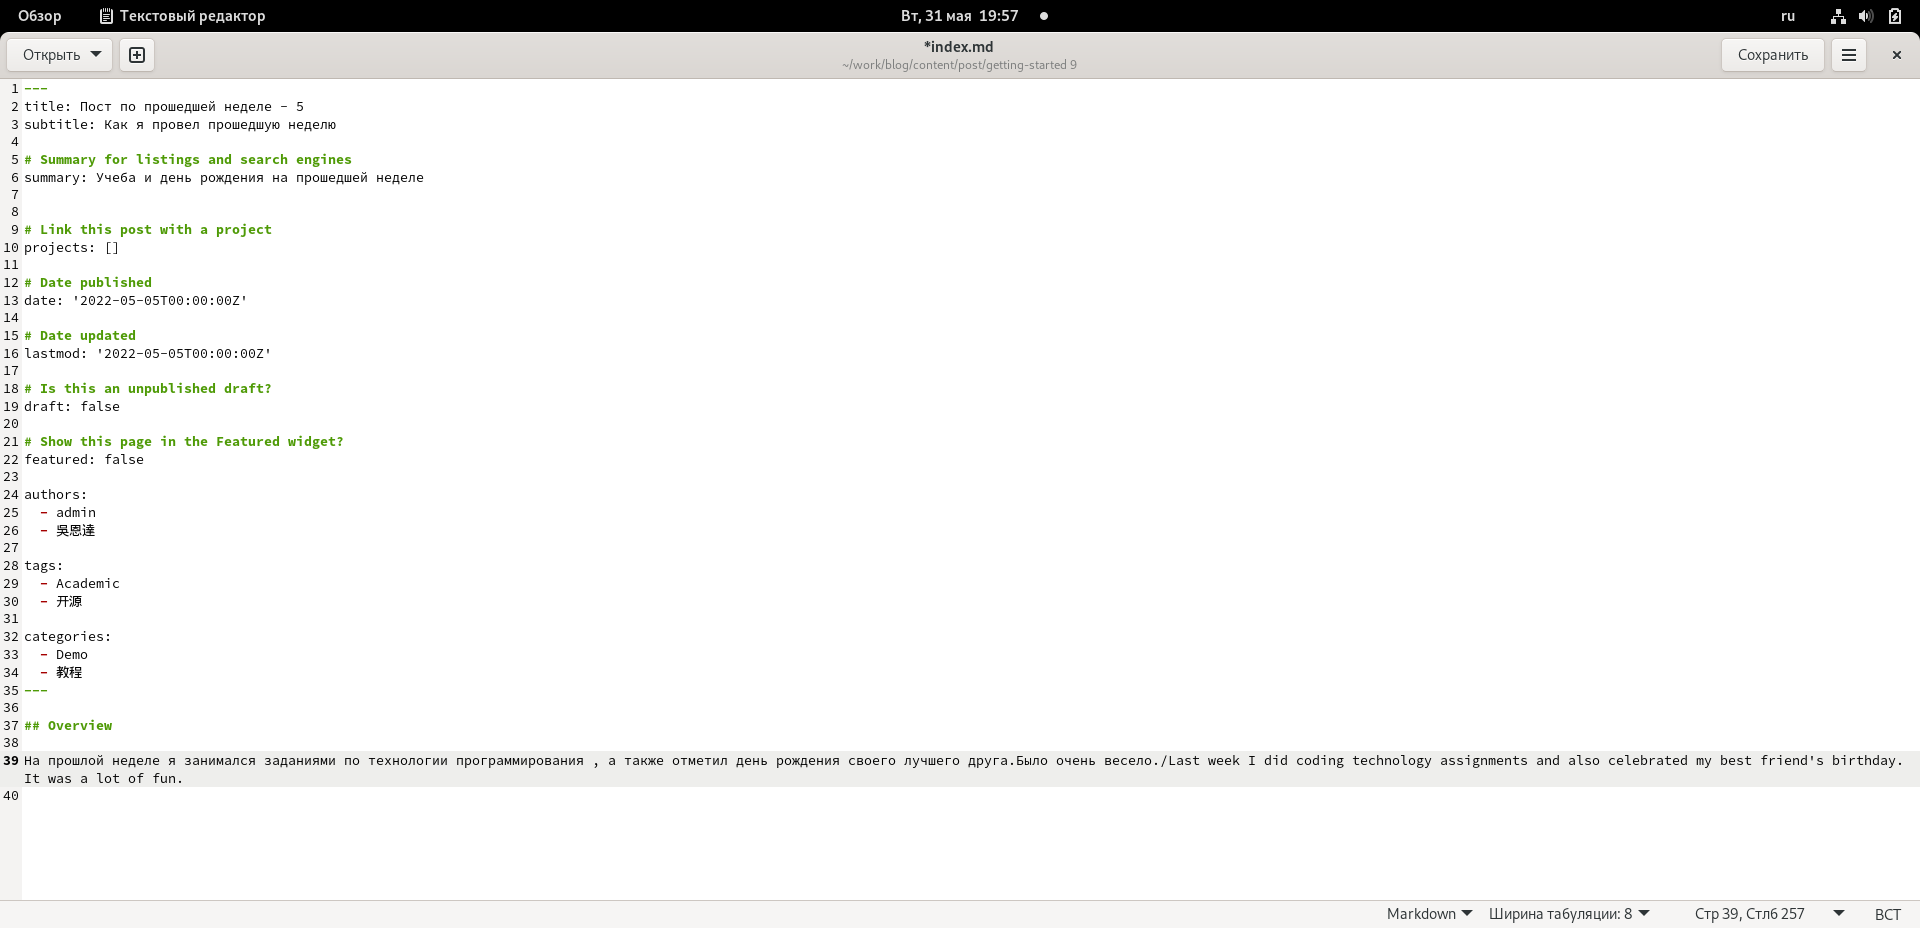 Обзор Текстовый редактор Вт, 31 мая 19:57 ru
Открыть *index.md Сохранить
~/work/blog/content/post/getting-started 9
1 ---
2 title: Пост по прошедшей неделе - 5
3 subtitle: Как я провел прошедшую неделю
4
5 # Summary for listings and search engines
6 summary: Учеба и день рождения на прошедшей неделе
7
8
9 # Link this post with a project
10 projects: []
11
12 # Date published
13 date: '2022-05-05T00:00:00Z'
14
15 # Date updated
16 lastmod: '2022-05-05T00:00:00Z'
17
18 # Is this an unpublished draft?
19 draft: false
20
21 # Show this page in the Featured widget?
22 featured: false
23
24 authors:
25   - admin
26   - 吳恩達
27
28 tags:
29   - Academic
30   - 开源
31
32 categories:
33   - Demo
34   - 教程
35 ---
36
37 ## Overview
38
39 На прошлой неделе я занимался заданиями по технологии программирования , а также отметил день рождения своего лучшего друга.Было очень весело./Last week I did coding technology assignments and also celebrated my best friend's birthday.
It was a lot of fun.
40
Markdown Ширина табуляции: 8 Стр 39, Стлб 257 ВСТ